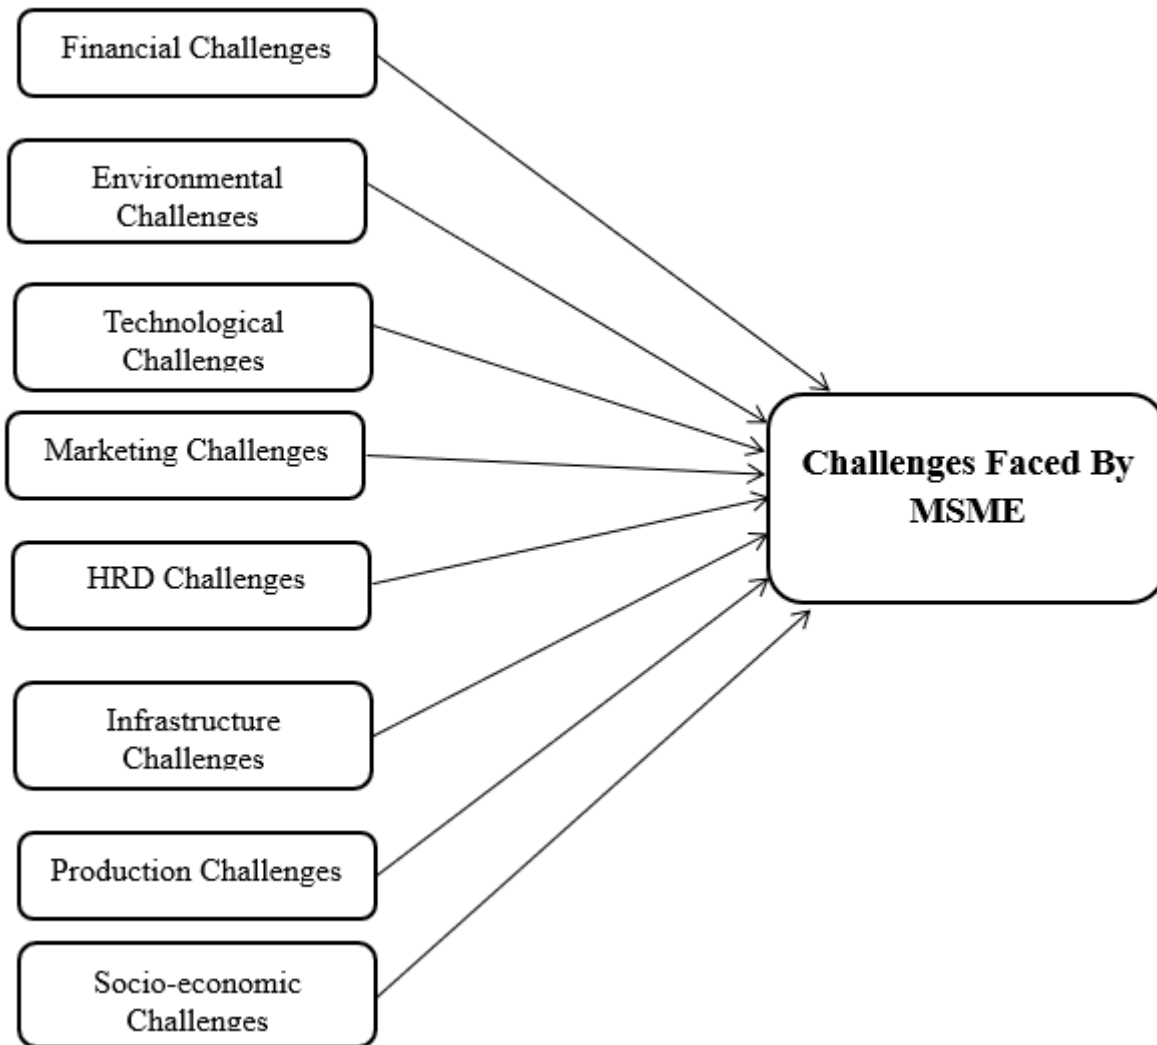 Financial Challenges
Environmental
Challenges
Technological
Challenges
Marketing Challenges
HRD Challenges
Infrastructure
Challenges
Production Challenges
Socio-economic
Challenges
Challenges Faced By
MSME